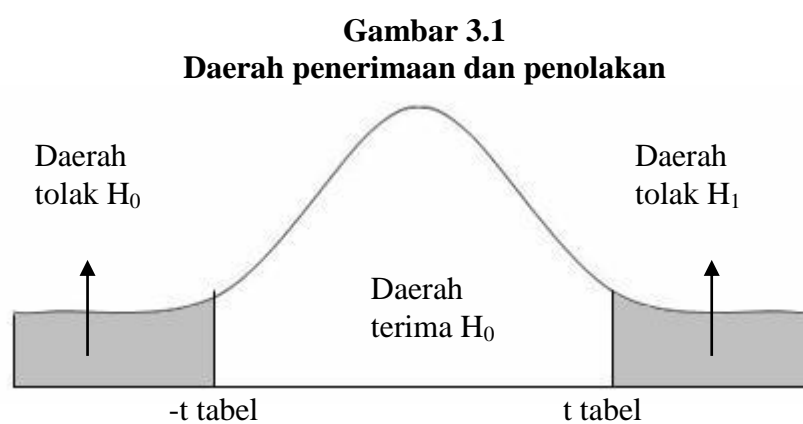 Gambar 3.1
Daerah penerimaan dan penolakan
Daerah
tolak H₀
Daerah
tolak H₁
Daerah
terima H₀
-t tabel
t tabel